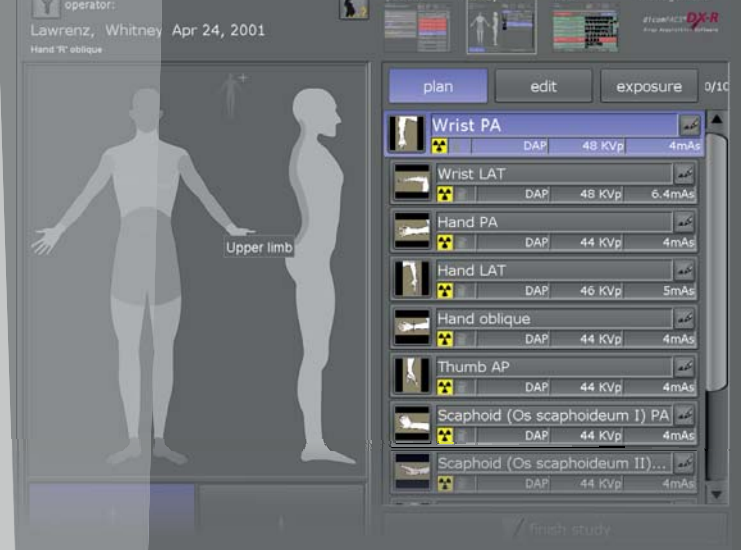 operator:
Lawrenz, Whitney Apr 24, 2001
Hand "R" oblique
dicomPACS® DX-R
plan
edit
exposure
0/10
Wrist PA
DAP 48 KVp 4mAs
Wrist LAT
DAP 48 KVp 6.4mAs
Hand PA
DAP 44 KVp 4mAs
Upper limb
Hand LAT
DAP 46 KVp 5mAs
Hand oblique
DAP 44 KVp 4mAs
Thumb AP
DAP 44 KVp 4mAs
Scaphoid (Os scaphoideum I) PA
DAP 44 KVp 4mAs
Scaphoid (Os scaphoideum II)...
DAP 44 KVp 4mAs
finish study